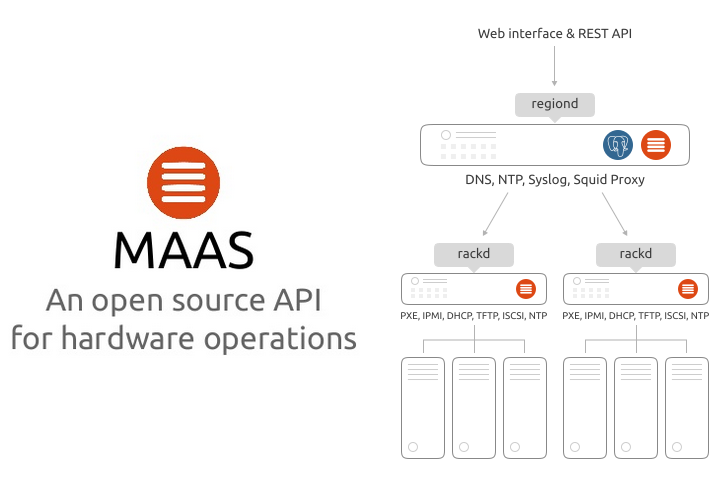 MAAS
An open source API
for hardware operations
Web interface & REST API
regiond
DNS, NTP, Syslog, Squid Proxy
rackd
PXE, IPMI, DHCP, TFTP, ISCSI, NTP
rackd
PXE, IPMI, DHCP, TFTP, ISCSI, NTP